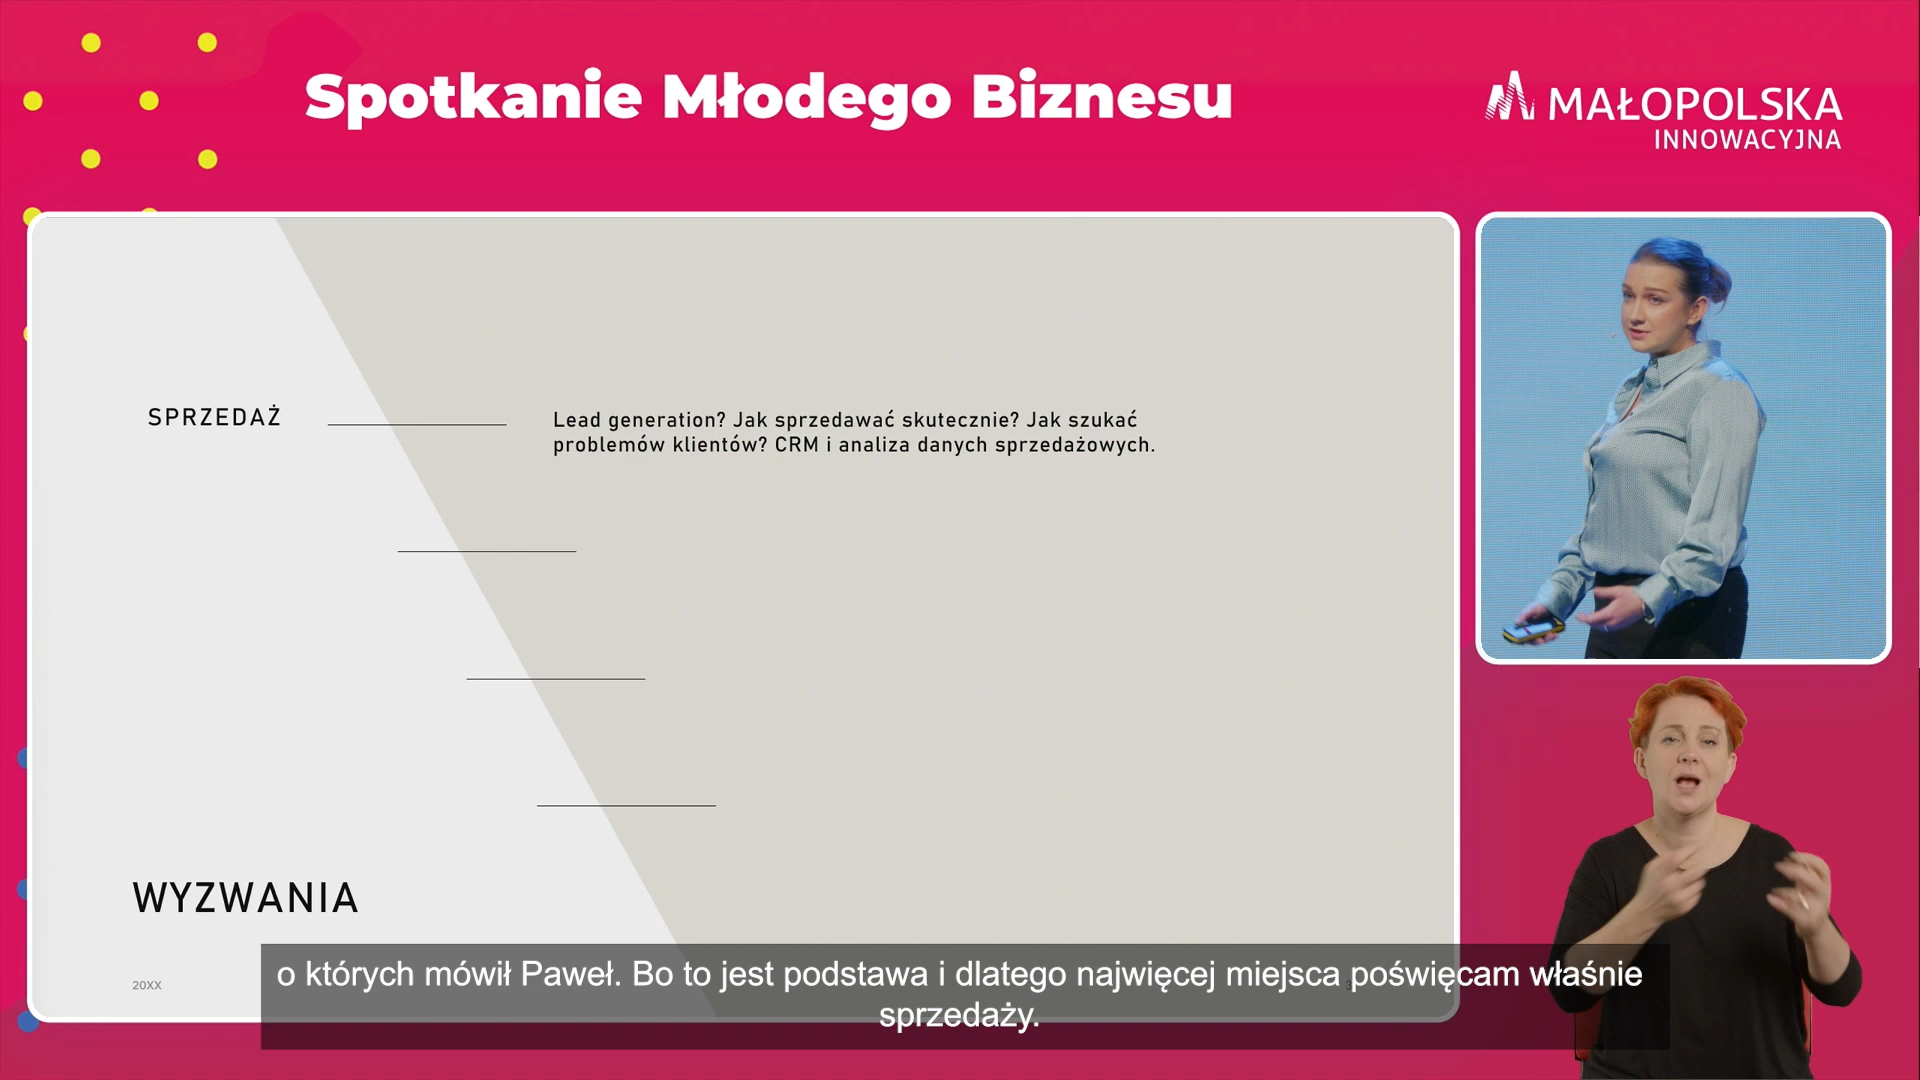 Spotkanie Młodego Biznesu
MAŁOPOLSKA
INNOWACYJNA
SPRZEDAŻ
Lead generation? Jak sprzedawać skutecznie? Jak szukać
problemów klientów? CRM i analiza danych sprzedażowych.
WYZWANIA
20XX
o których mówił Paweł. Bo to jest podstawa i dlatego najwięcej miejsca poświęcam właśnie
sprzedaży.